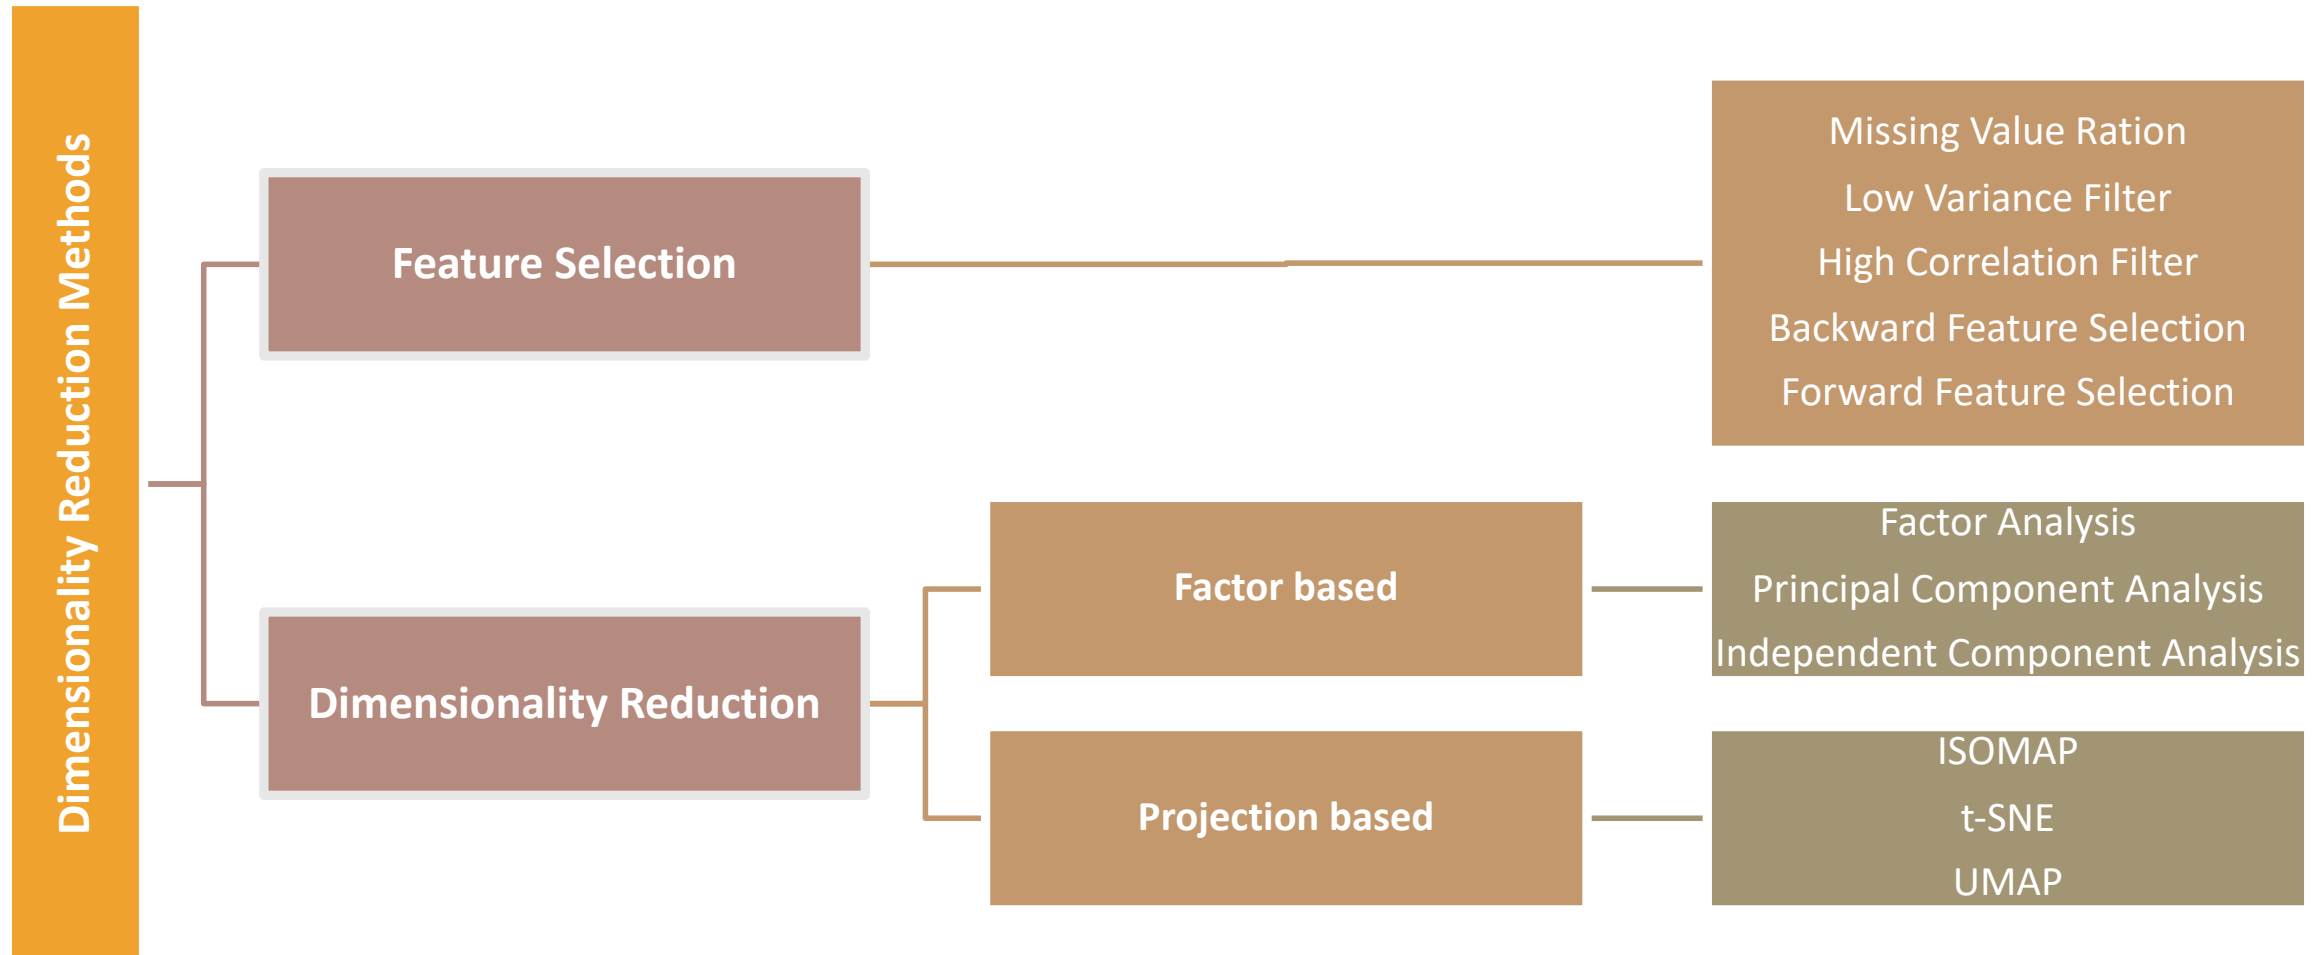 Dimensionality Reduction Methods
Feature Selection
Missing Value Ration
Low Variance Filter
High Correlation Filter
Backward Feature Selection
Forward Feature Selection
Dimensionality Reduction
Factor based
Factor Analysis
Principal Component Analysis
Independent Component Analysis
Projection based
ISOMAP
t-SNE
UMAP